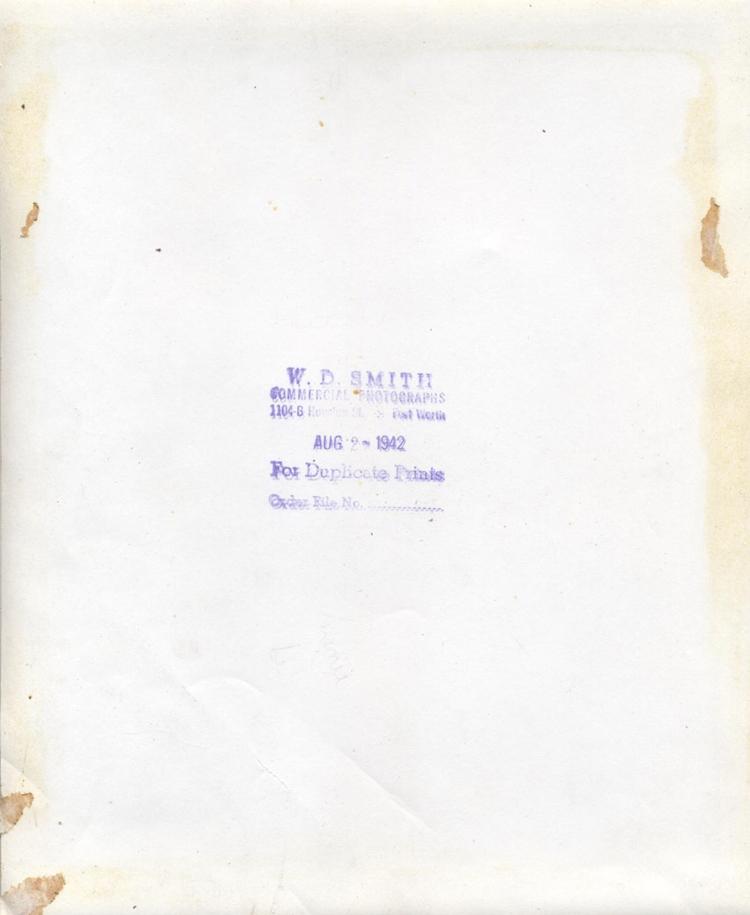 W. D. SMITH
COMMERCIAL PHOTOGRAPHS
1104-B Houston St. Fort Worth
AUG 2 - 1942
For Duplicate Prints
Order File No. ..............